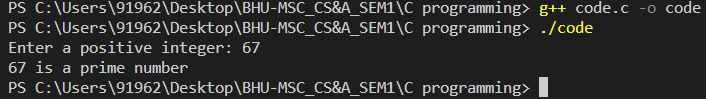 PS C:\Users\91962\Desktop\BHU-MSC_CS&A_SEM1\C programming> g++ code.c -o code
PS C:\Users\91962\Desktop\BHU-MSC_CS&A_SEM1\C programming> ./code
Enter a positive integer: 67
67 is a prime number
PS C:\Users\91962\Desktop\BHU-MSC_CS&A_SEM1\C programming>